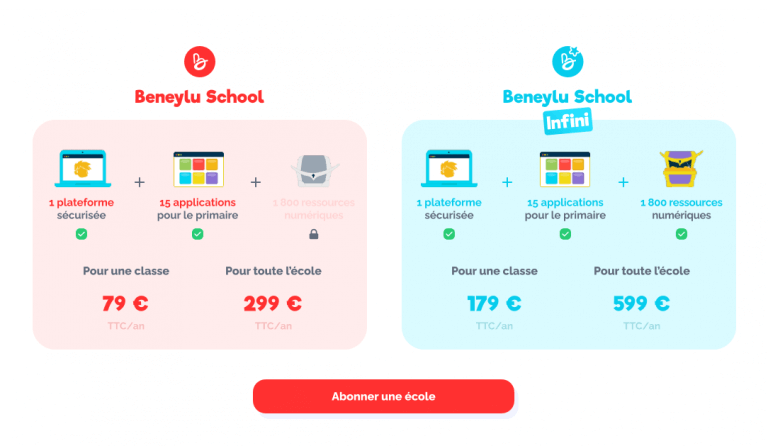 Beneylu School
1 plateforme
sécurisée
+
15 applications
pour le primaire
+
1 800 ressources
numériques
Pour une classe
79 €
TTC/an
Pour toute l'école
299 €
TTC/an
Beneylu School
Infini
1 plateforme
sécurisée
+
15 applications
pour le primaire
+
1 800 ressources
numériques
Pour une classe
179 €
TTC/an
Pour toute l'école
599 €
TTC/an
Abonner une école